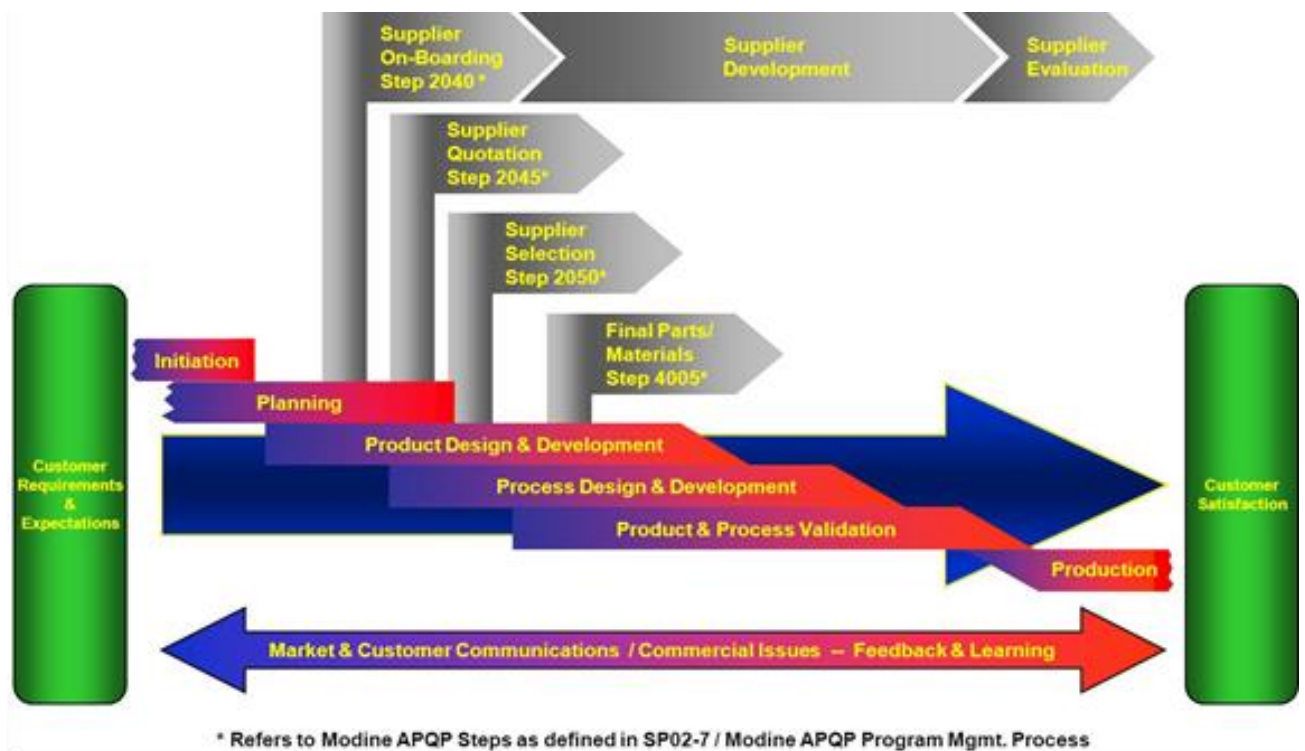 Supplier
On-Boarding
Step 2040 *
Supplier
Development
Supplier
Evaluation
Supplier
Quotation
Step 2045*
Supplier
Selection
Step 2050*
Final Parts/
Materials
Step 4005*
Initiation
Planning
Product Design & Development
Process Design & Development
Product & Process Validation
Production
Customer
Requirements
&
Expectations
Customer
Satisfaction
Market & Customer Communications / Commercial Issues – Feedback & Learning
* Refers to Modine APQP Steps as defined in SP02-7 / Modine APQP Program Mgmt. Process